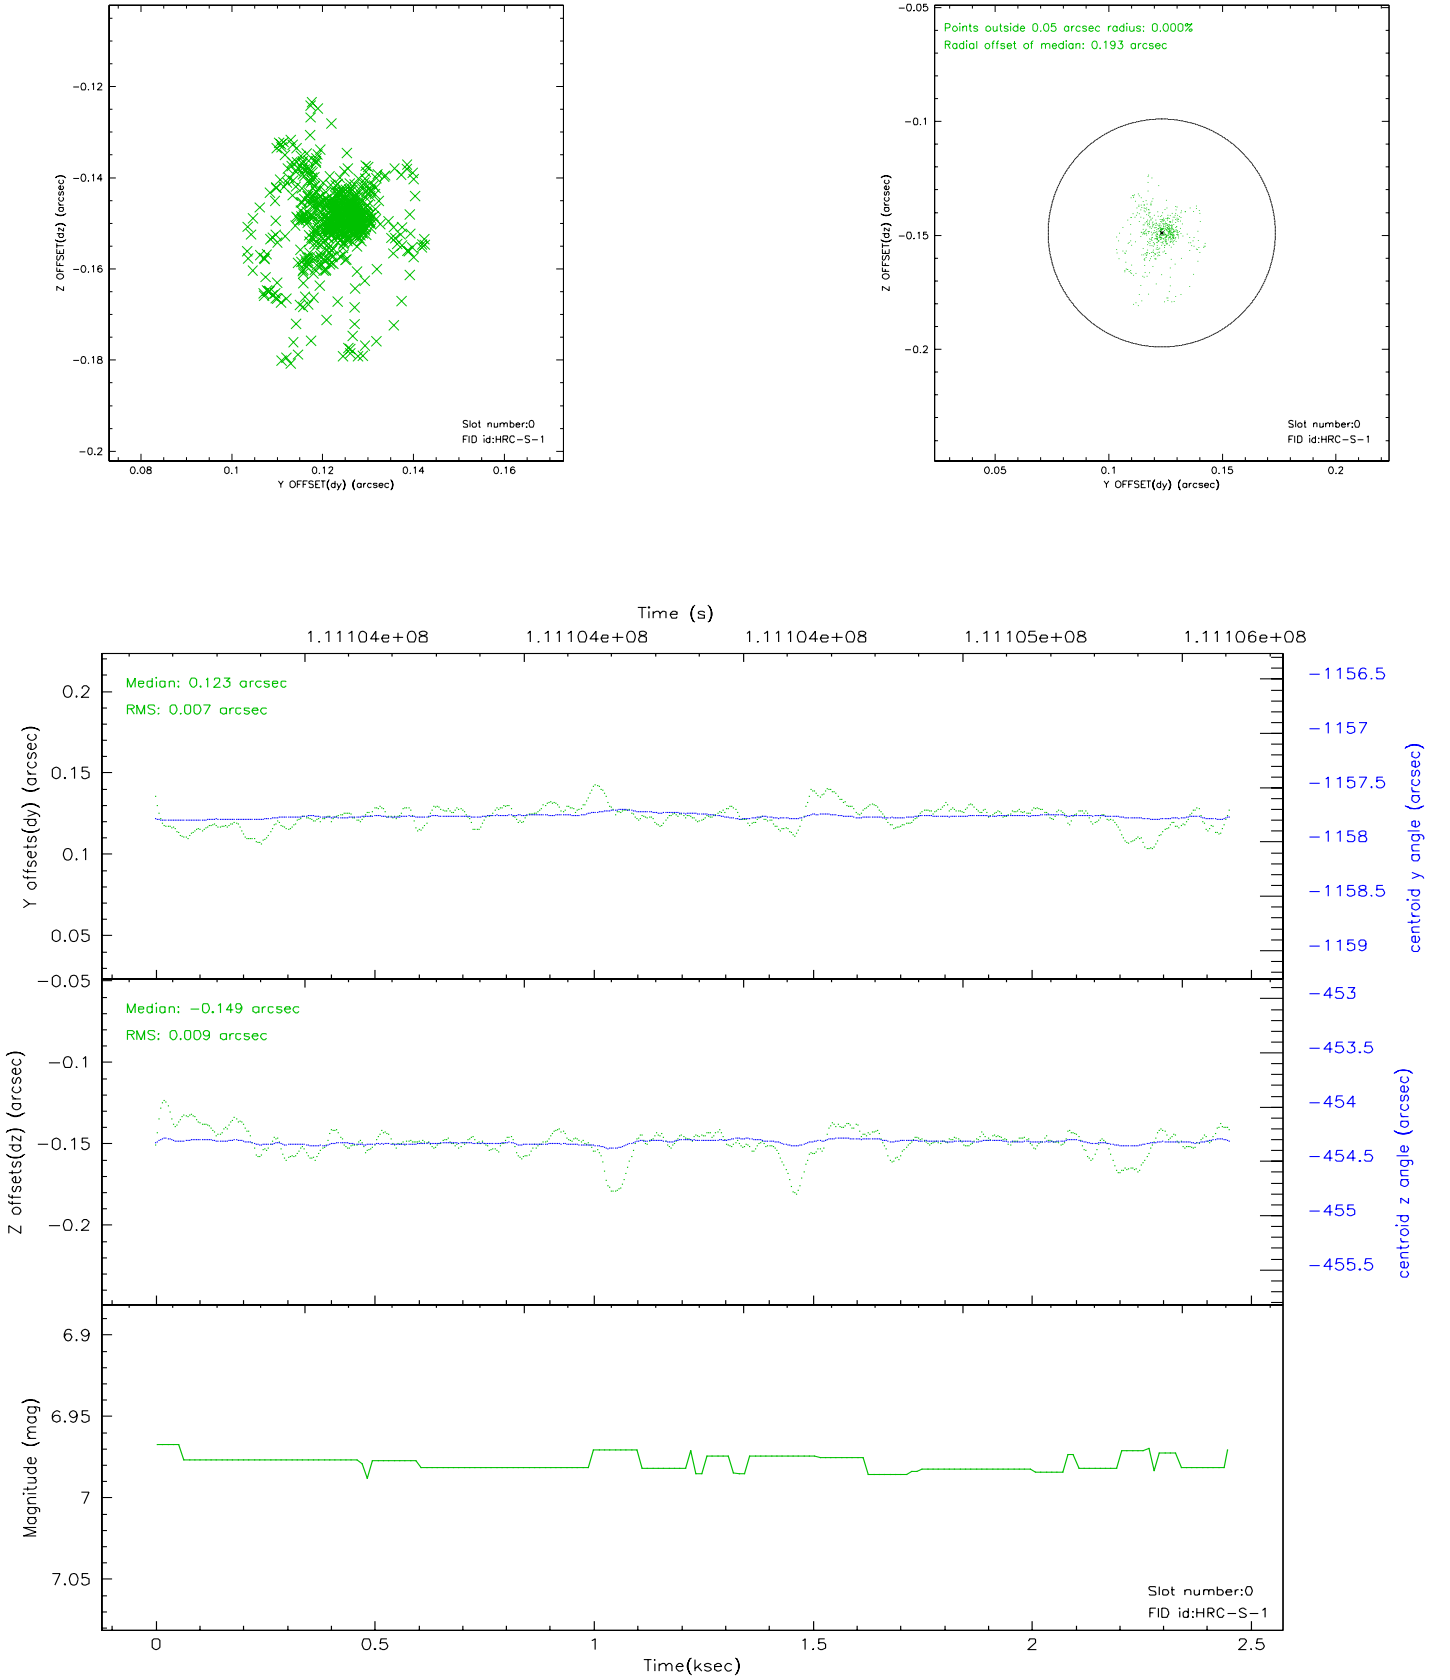 -0.12
-0.14
-0.16
-0.18
-0.2
Z OFFSET(dz) (arcsec)
Slot number:0
FID id:HRC-S-1
0.08 0.1 0.12 0.14 0.16
Y OFFSET(dy) (arcsec)
-0.05
Points outside 0.05 arcsec radius: 0.000%
Radial offset of median: 0.193 arcsec
-0.1
-0.15
-0.2
Z OFFSET(dz) (arcsec)
Slot number:0
FID id:HRC-S-1
0.05 0.1 0.15 0.2
Y OFFSET(dy) (arcsec)
Time (s)
1.11104e+08 1.11104e+08 1.11104e+08 1.11105e+08 1.11106e+08
Median: 0.123 arcsec
RMS: 0.007 arcsec
0.2
0.15
0.1
0.05
Y offsets(dy) (arcsec)
-1156.5
-1157
-1157.5
-1158
-1158.5
-1159
centroid y angle (arcsec)
-0.05
Median: -0.149 arcsec
RMS: 0.009 arcsec
-0.1
-0.15
-0.2
Z offsets(dz) (arcsec)
-453
-453.5
-454
-454.5
-455
-455.5
centroid z angle (arcsec)
6.9
6.95
7
7.05
Magnitude (mag)
Slot number:0
FID id:HRC-S-1
0 0.5 1 1.5 2 2.5
Time(ksec)